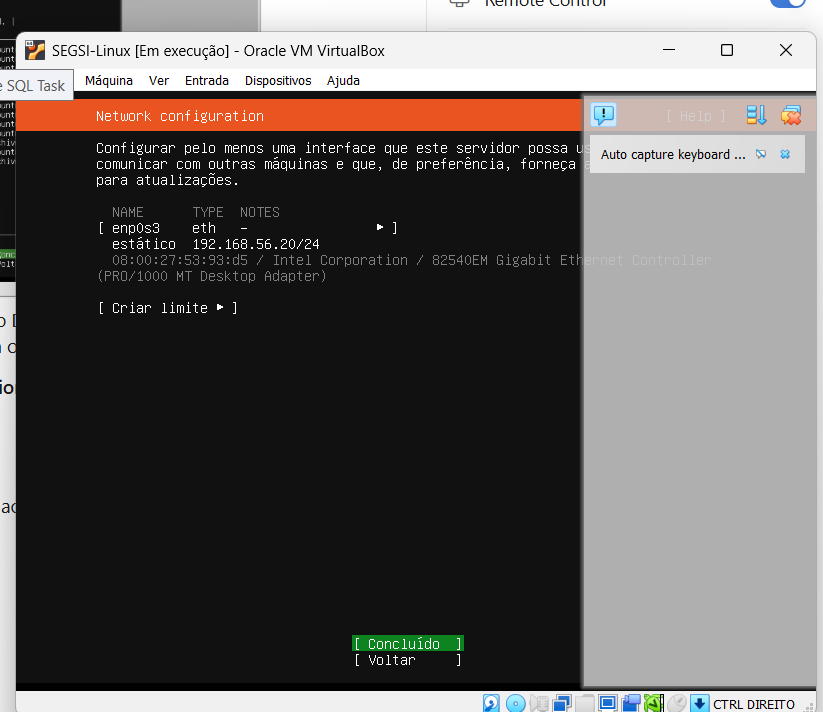 Remote Control
SEGSI-Linux [Em execução] - Oracle VM VirtualBox
SQL Task
Máquina Ver Entrada Dispositivos Ajuda
Network configuration [ Help ]
Configurar pelo menos uma interface que este servidor possa
Auto capture keyboard ...
comunicar com outras máquinas e que, de preferência, forneça
para atualizações.
NAME TYPE NOTES
[ enp0s3 eth – ▸ ]
estático 192.168.56.20/24
08:00:27:53:93:d5 / Intel Corporation / 82540EM Gigabit Ethernet Controller
(PRO/1000 MT Desktop Adapter)
[ Criar limite ▸ ]
[ Concluído ]
[ Voltar ]
CTRL DIREITO